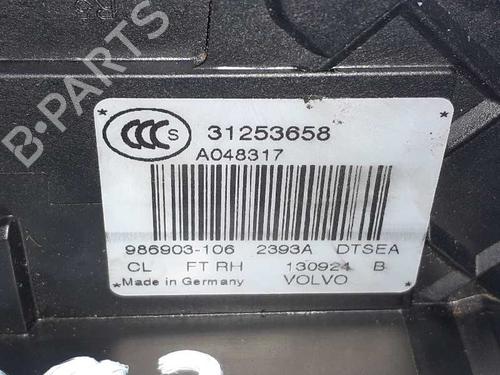 B-PARTS
CCC S 31253658
A048317
986903-106 2393A DTSEA
CL FT RH 130924 B
*Made in Germany VOLVO*